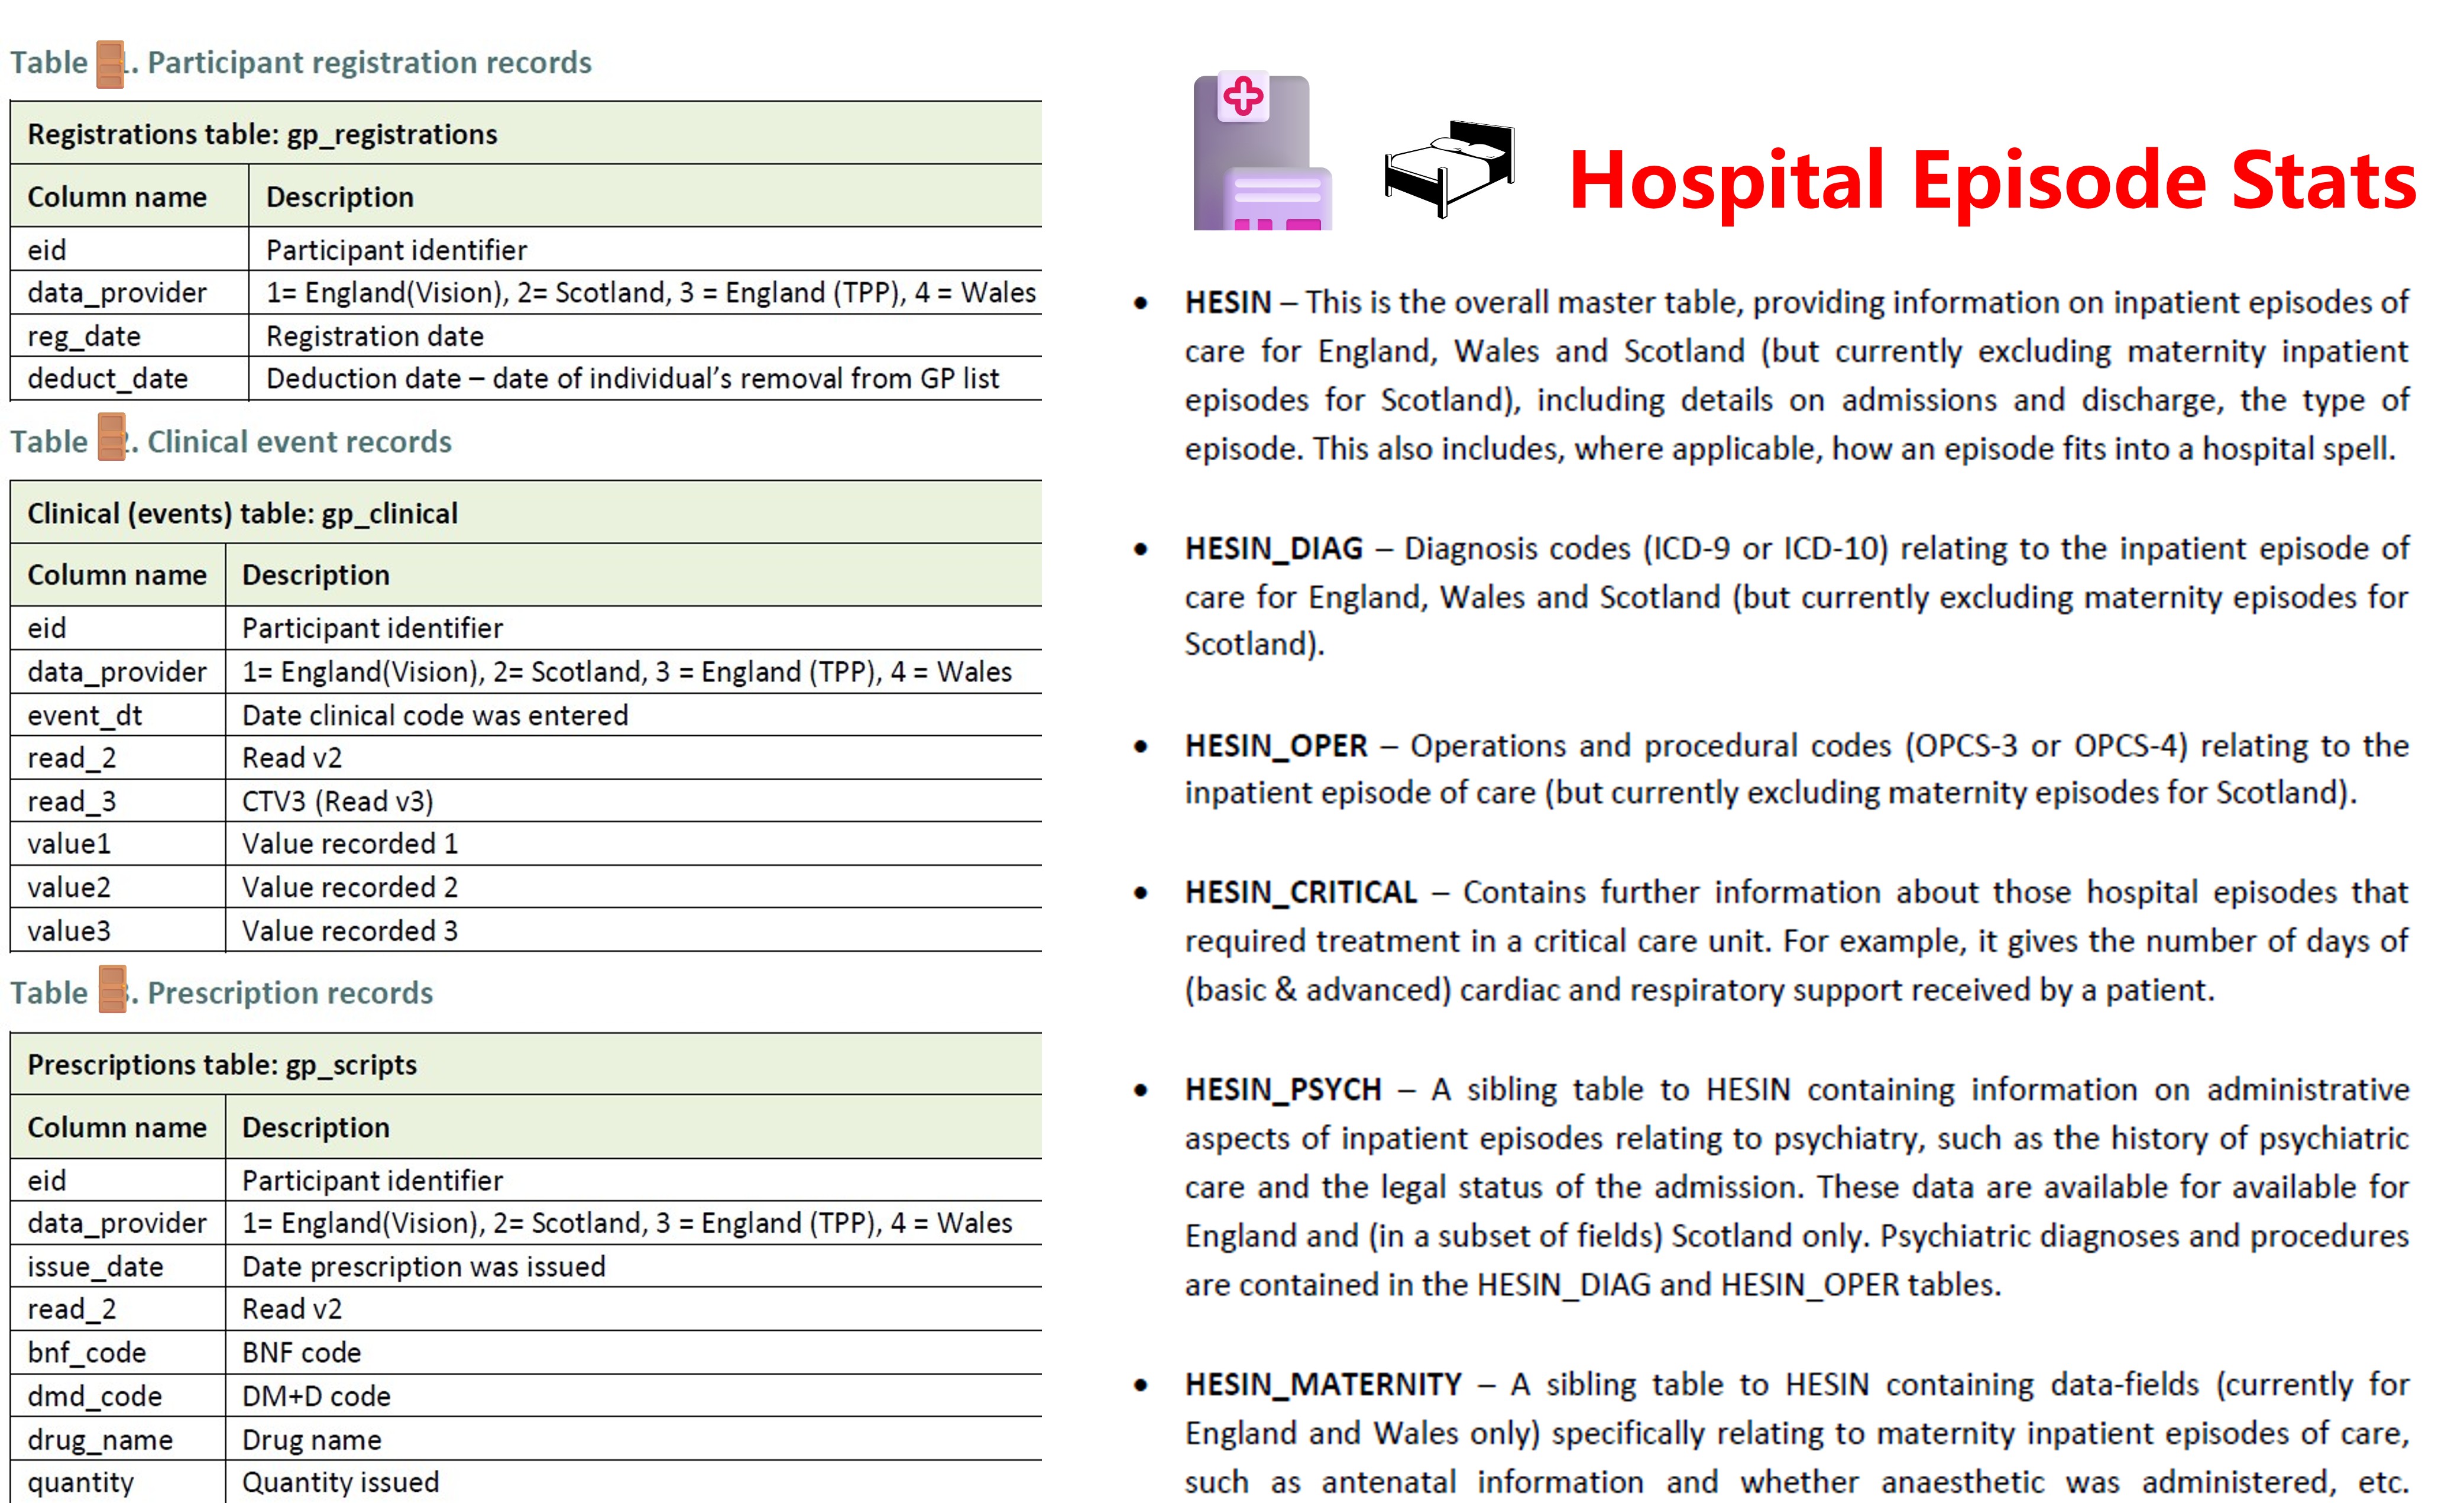 Table 1. Participant registration records
Registrations table: gp_registrations
Column name Description
eid Participant identifier
data_provider 1= England(Vision), 2= Scotland, 3 = England (TPP), 4 = Wales
reg_date Registration date
deduct_date Deduction date – date of individual's removal from GP list
Table 2. Clinical event records
Clinical (events) table: gp_clinical
Column name Description
eid Participant identifier
data_provider 1= England(Vision), 2= Scotland, 3 = England (TPP), 4 = Wales
event_dt Date clinical code was entered
read_2 Read v2
read_3 CTV3 (Read v3)
value1 Value recorded 1
value2 Value recorded 2
value3 Value recorded 3
Table 3. Prescription records
Prescriptions table: gp_scripts
Column name Description
eid Participant identifier
data_provider 1= England(Vision), 2= Scotland, 3 = England (TPP), 4 = Wales
issue_date Date prescription was issued
read_2 Read v2
bnf_code BNF code
dmd_code DM+D code
drug_name Drug name
quantity Quantity issued
Hospital Episode Stats
• HESIN – This is the overall master table, providing information on inpatient episodes of
care for England, Wales and Scotland (but currently excluding maternity inpatient
episodes for Scotland), including details on admissions and discharge, the type of
episode. This also includes, where applicable, how an episode fits into a hospital spell.
• HESIN_DIAG – Diagnosis codes (ICD-9 or ICD-10) relating to the inpatient episode of
care for England, Wales and Scotland (but currently excluding maternity episodes for
Scotland).
• HESIN_OPER – Operations and procedural codes (OPCS-3 or OPCS-4) relating to the
inpatient episode of care (but currently excluding maternity episodes for Scotland).
• HESIN_CRITICAL – Contains further information about those hospital episodes that
required treatment in a critical care unit. For example, it gives the number of days of
(basic & advanced) cardiac and respiratory support received by a patient.
• HESIN_PSYCH – A sibling table to HESIN containing information on administrative
aspects of inpatient episodes relating to psychiatry, such as the history of psychiatric
care and the legal status of the admission. These data are available for available for
England and (in a subset of fields) Scotland only. Psychiatric diagnoses and procedures
are contained in the HESIN_DIAG and HESIN_OPER tables.
• HESIN_MATERNITY – A sibling table to HESIN containing data-fields (currently for
England and Wales only) specifically relating to maternity inpatient episodes of care,
such as antenatal information and whether anaesthetic was administered, etc.